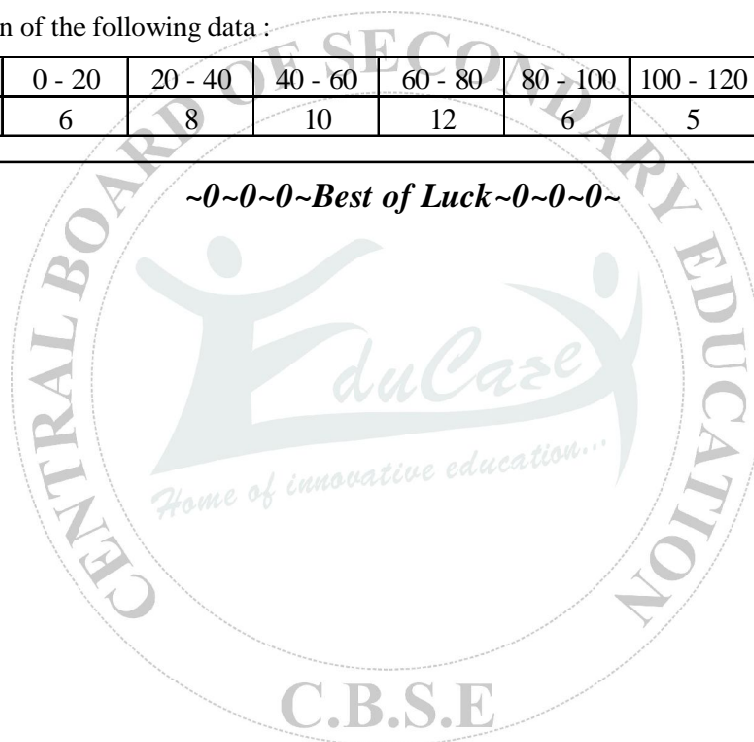 n of the following data :
0 - 20 20 - 40 40 - 60 60 - 80 80 - 100 100 - 120
6 8 10 12 6 5
~0~0~0~Best of Luck~0~0~0~
CENTRAL BOARD OF SECONDARY EDUCATION
EduCare
Home of innovative education...
C.B.S.E